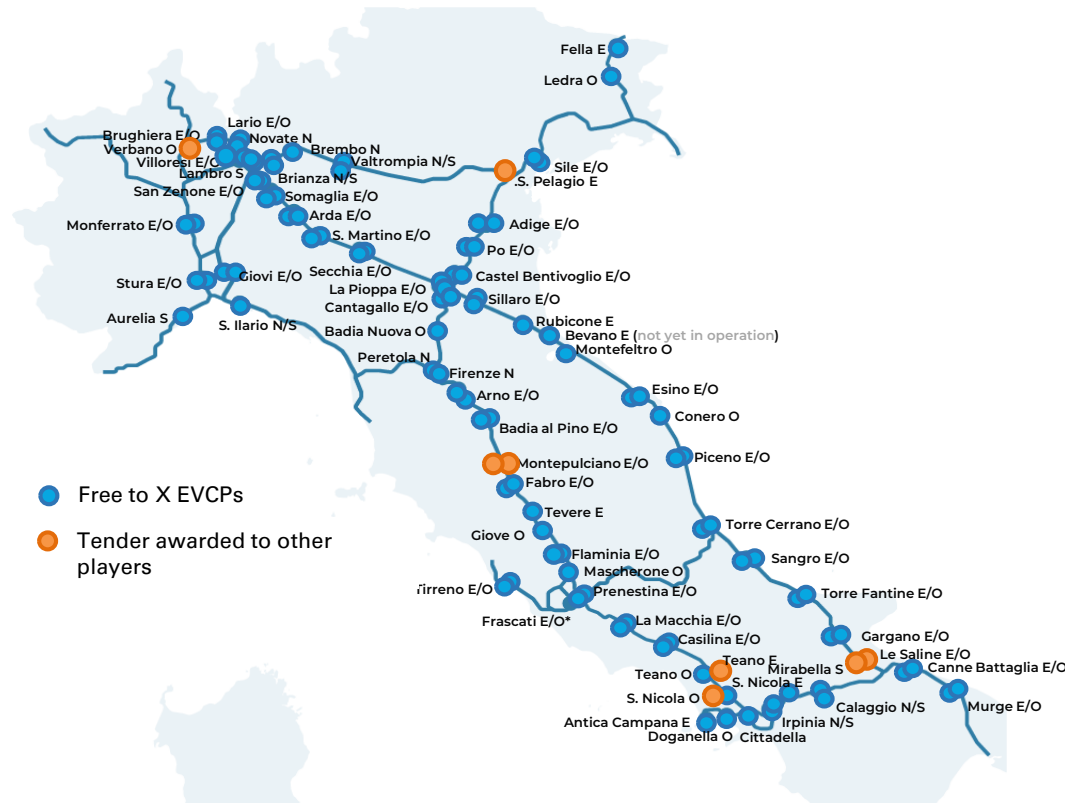 Fella E
Ledra O
Lario E/O
Brughiera E/O
Novate N
Verbano O
Brembo N
Villoresi E/O
Valtrompia N/S
Lambro S
Sile E/O
Brianza N/S
.S. Pelagio E
San Zenone E/O
Somaglia E/O
Arda E/O
Monferrato E/O
Adige E/O
S. Martino E/O
Po E/O
Secchia E/O
Castel Bentivoglio E/O
Stura E/O
Giovi E/O
La Pioppa E/O
Sillaro E/O
Cantagallo E/O
Aurelia S
S. Ilario N/S
Rubicone E
Badia Nuova O
Bevano E (not yet in operation)
Montefeltro O
Peretola N
Firenze N
Esino E/O
Arno E/O
Conero O
Badia al Pino E/O
Piceno E/O
Montepulciano E/O
Fabro E/O
Free to X EVCPs
Tevere E
Torre Cerrano E/O
Giove O
Tender awarded to other
players
Flaminia E/O
Sangro E/O
Mascherone O
Tirreno E/O
Prenestina E/O
Torre Fantine E/O
Frascati E/O*
La Macchia E/O
Gargano E/O
Casilina E/O
Le Saline E/O
Teano E
Mirabella S
Canne Battaglia E/O
Teano O
S. Nicola E
S. Nicola O
Calaggio N/S
Murge E/O
Antica Campana E
Irpinia N/S
Doganella O
Cittadella